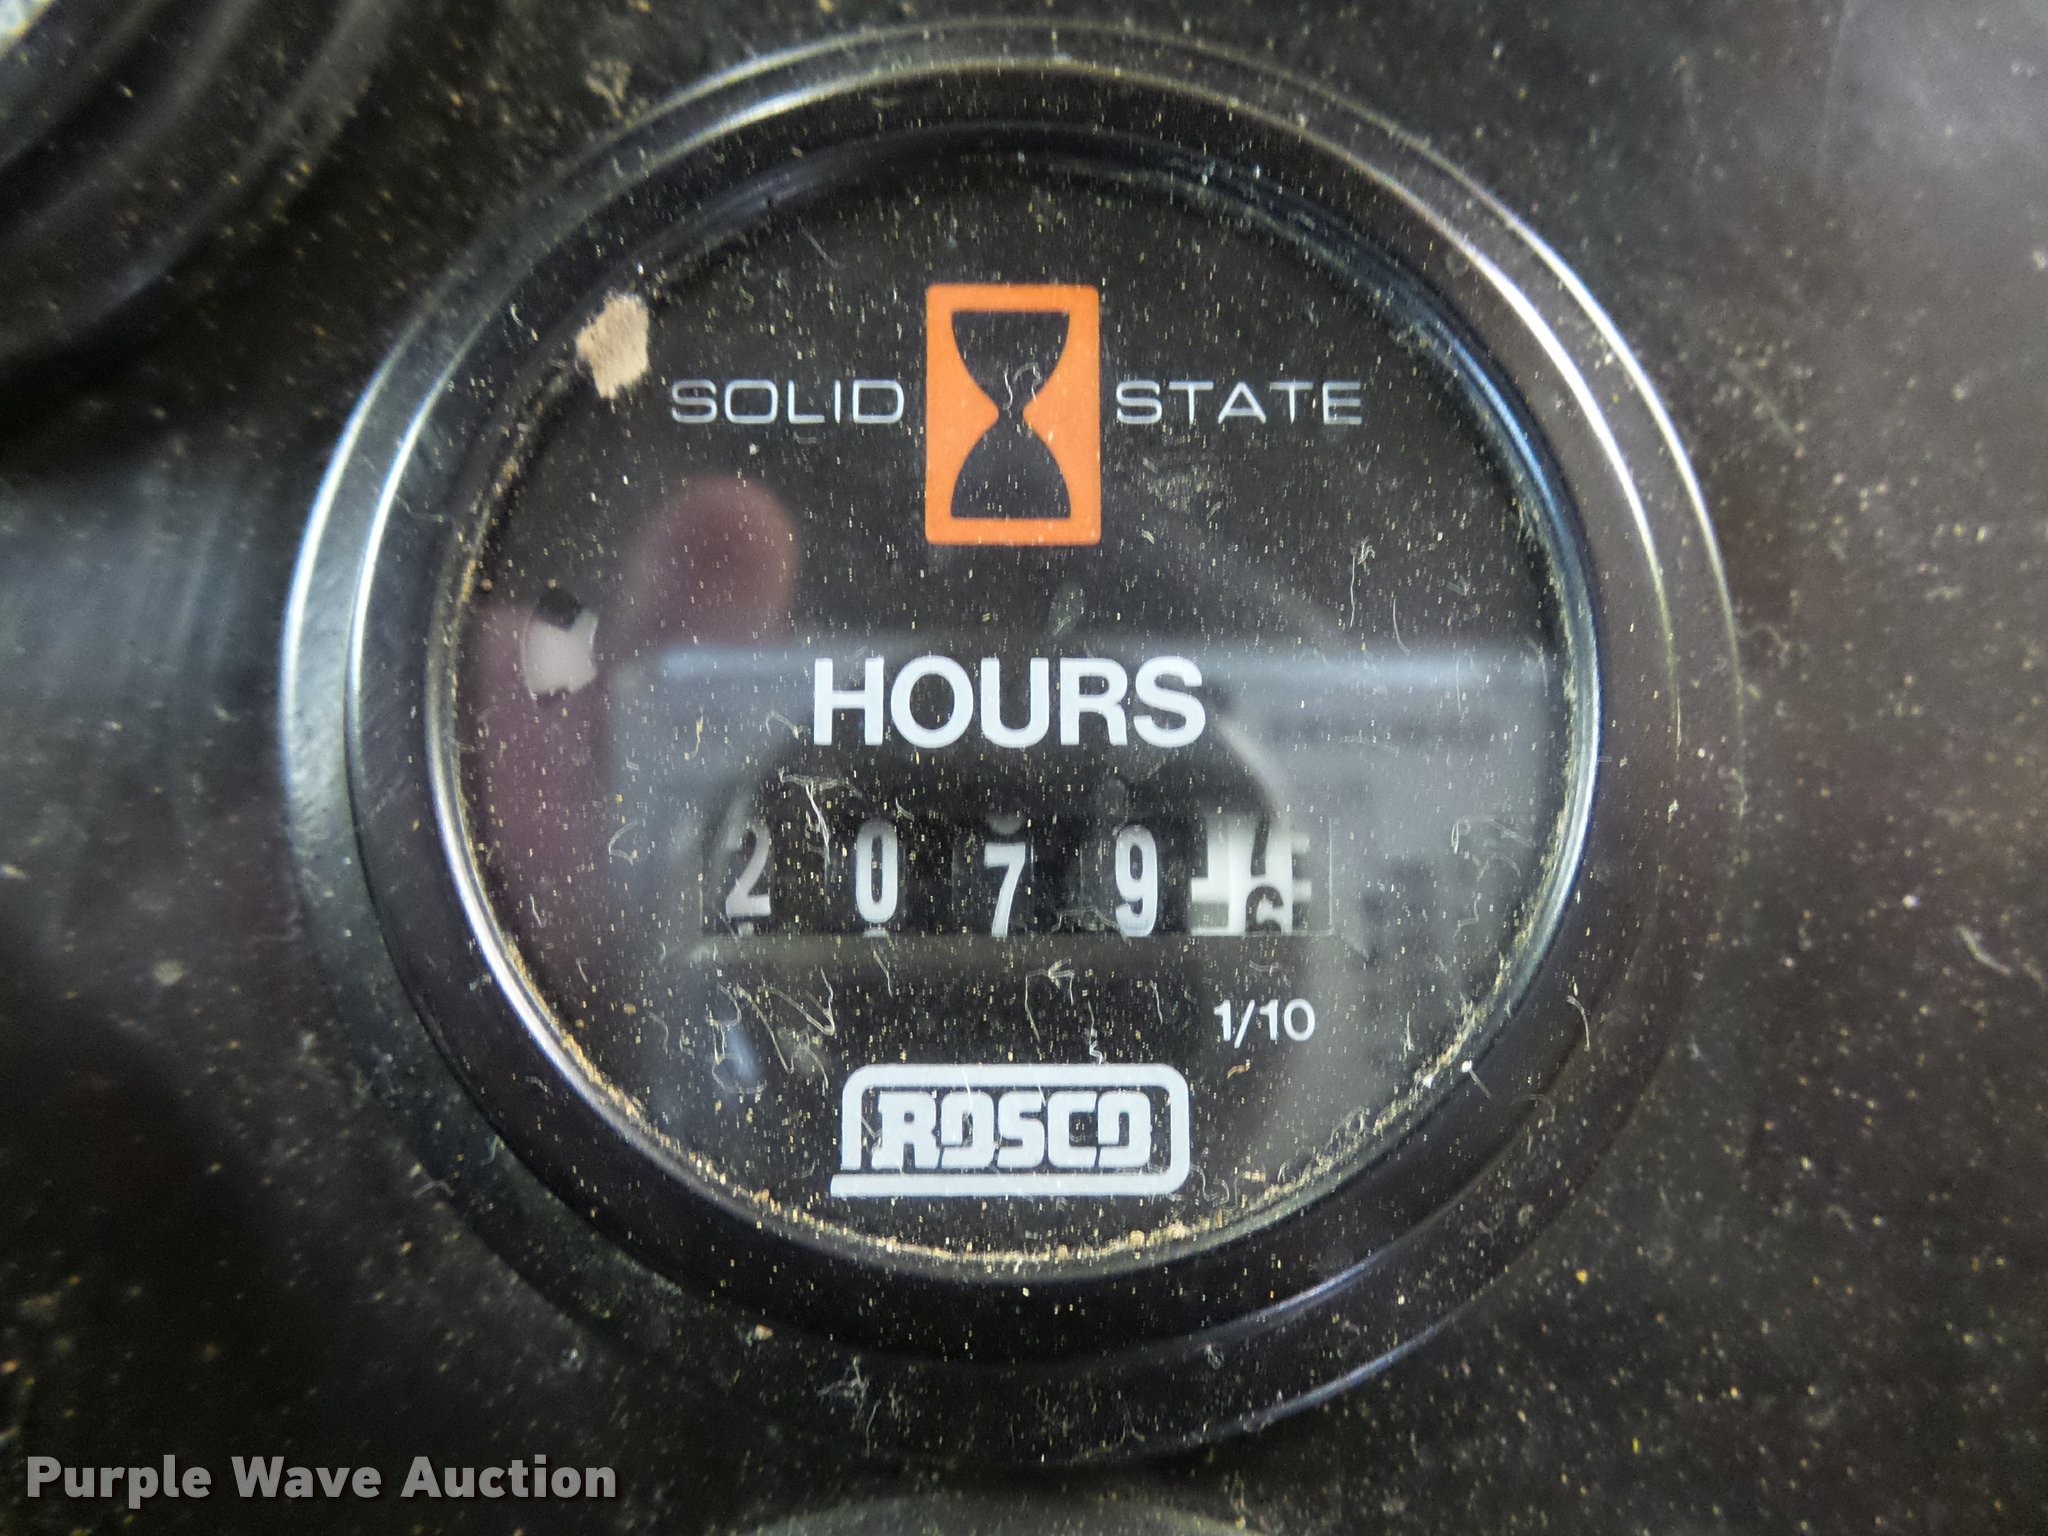 SOLID STATE
HOURS
2079
1/10
ROSCO
Purple Wave Auction